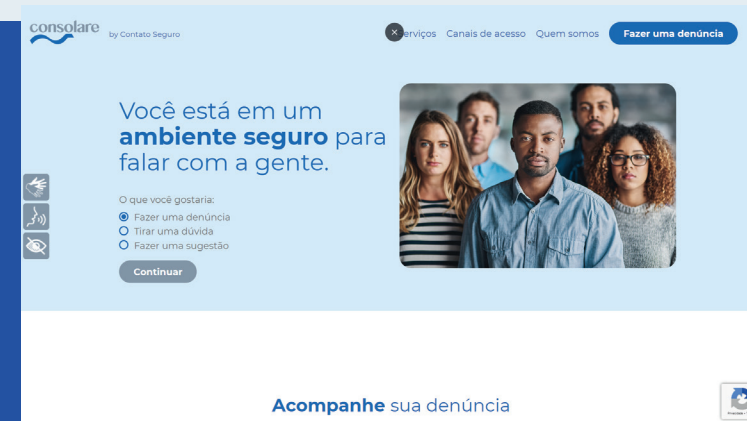 consolare
by Contato Seguro
erviços Canais de acesso Quem somos Fazer uma denúncia
Você está em um
ambiente seguro para
falar com a gente.
O que você gostaria:
Fazer uma denúncia
Tirar uma dúvida
Fazer uma sugestão
Continuar
Acompanhe sua denúncia